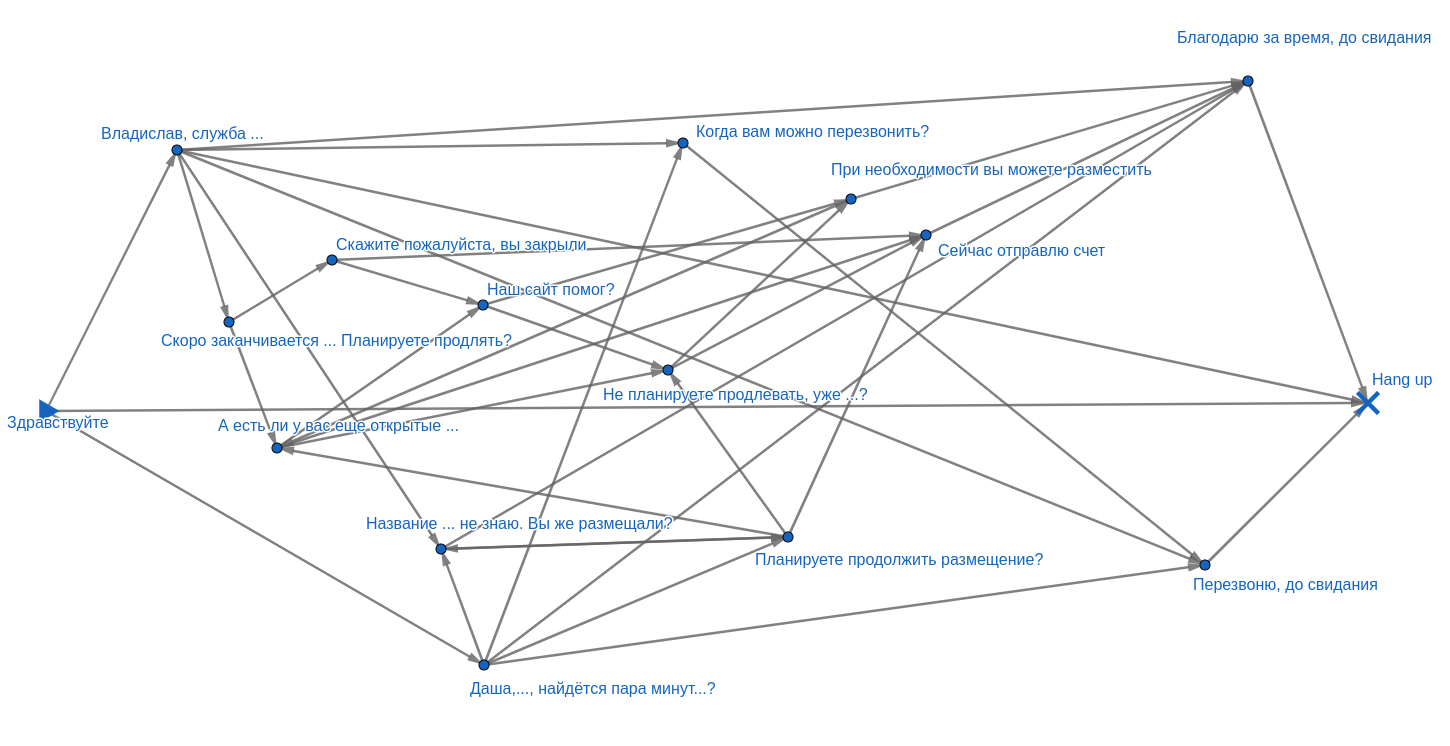 Благодарю за время, до свидания
Владислав, служба ...
Когда вам можно перезвонить?
При необходимости вы можете разместить
Скажите пожалуйста, вы закрыли
Сейчас отправлю счет
Наш сайт помог?
Скоро заканчивается ... Планируете продлять?
Hang up
Не планируете продлевать, уже ...?
Здравствуйте
А есть ли у вас еще открытые ...
Название ... не знаю. Вы же размещали?
Планируете продолжить размещение?
Перезвоню, до свидания
Даша,..., найдётся пара минут...?